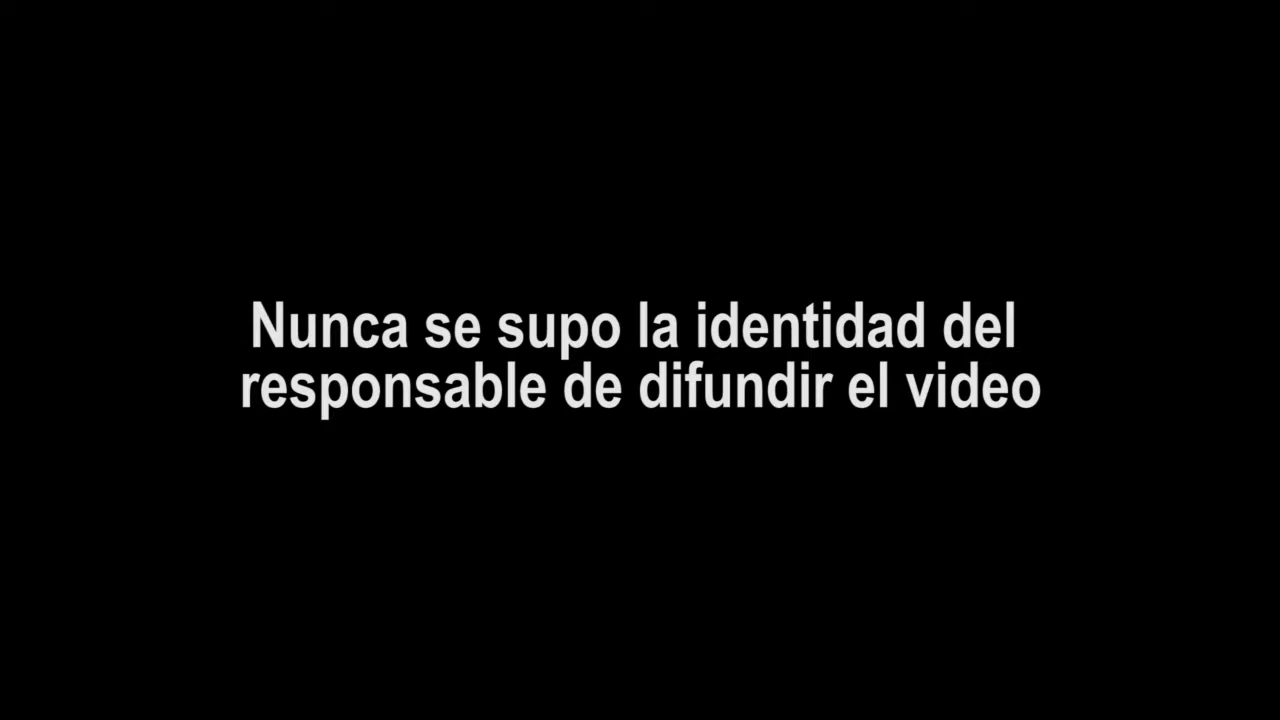 Nunca se supo la identidad del
responsable de difundir el video